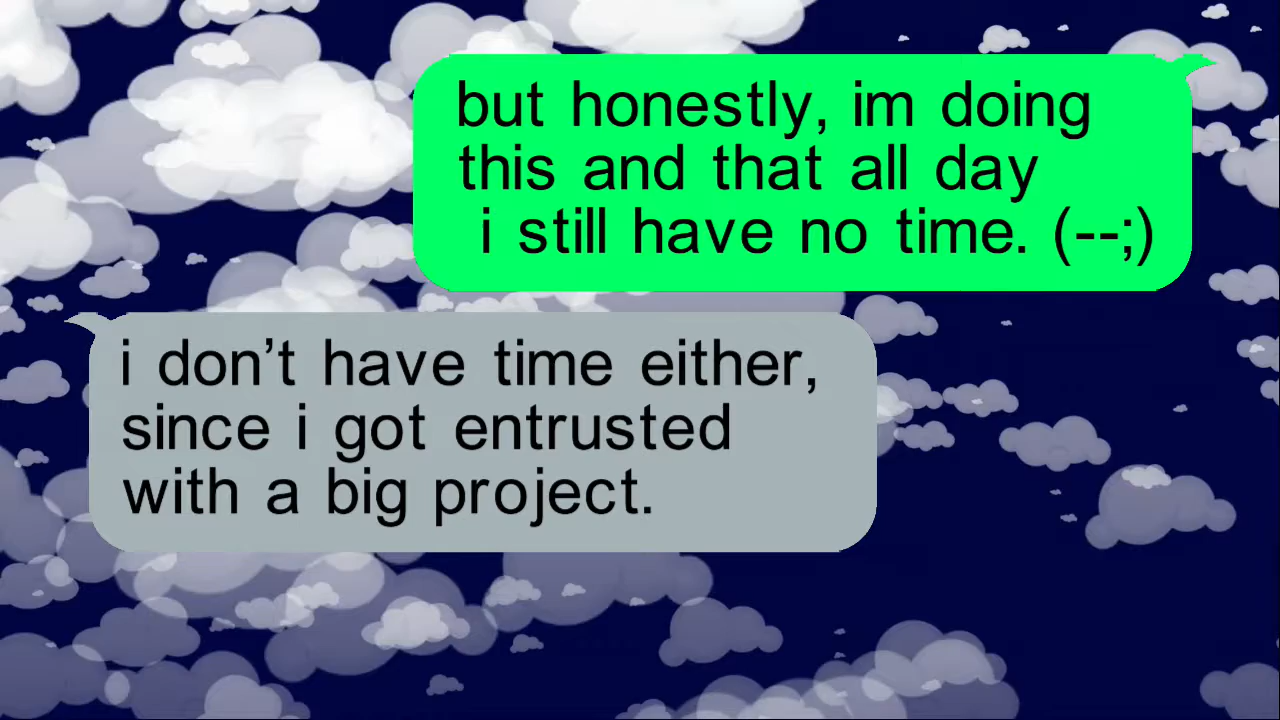 but honestly, im doing
this and that all day
i still have no time. (--;)
i don’t have time either,
since i got entrusted
with a big project.